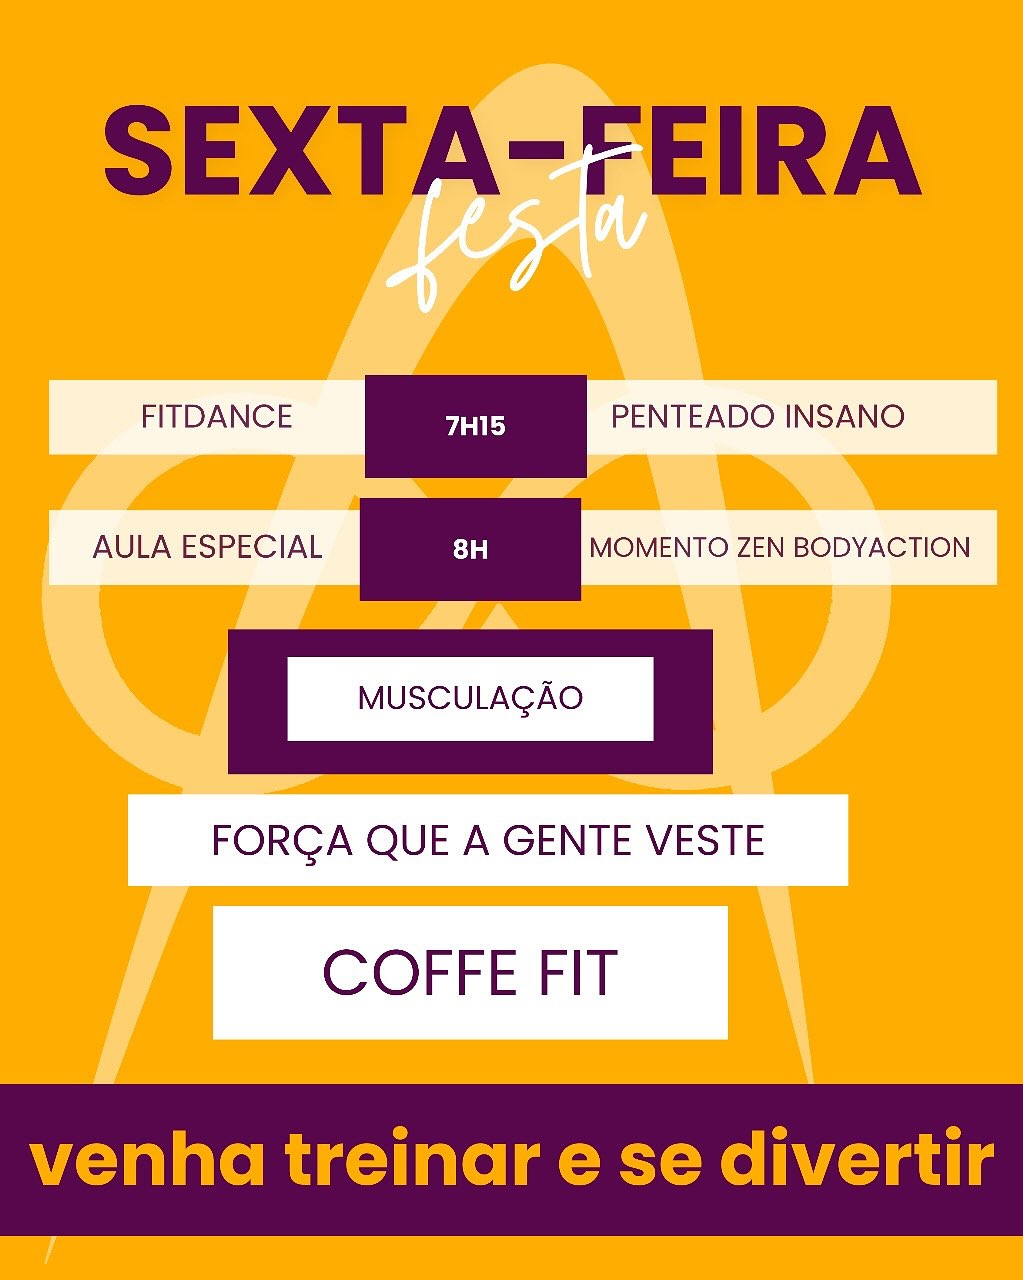 SEXTA-FEIRA
festa
FITDANCE 7H15 PENTEADO INSANO
AULA ESPECIAL 8H MOMENTO ZEN BODYACTION
MUSCULAÇÃO
FORÇA QUE A GENTE VESTE
COFFE FIT
venha treinar e se divertir